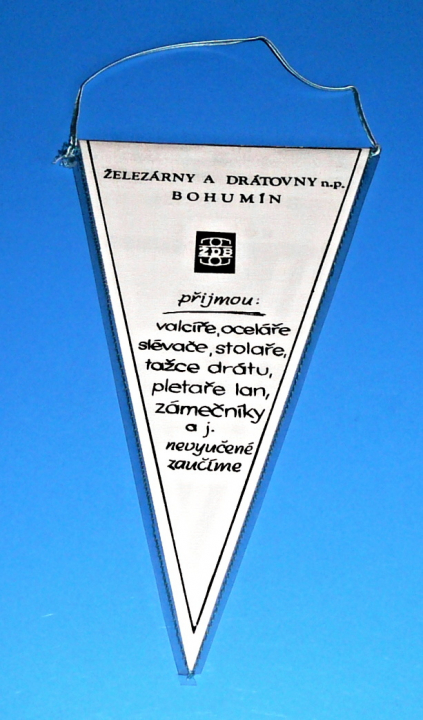 ŽELEZÁRNY A DRÁTOVNY n.p.
BOHUMÍN
ŽDB
přijmou:
valcíře, oceláře
slévače, stolaře,
tažce drátu,
pletaře lan,
zámečníky
a j.
nevyučené
zaučíme